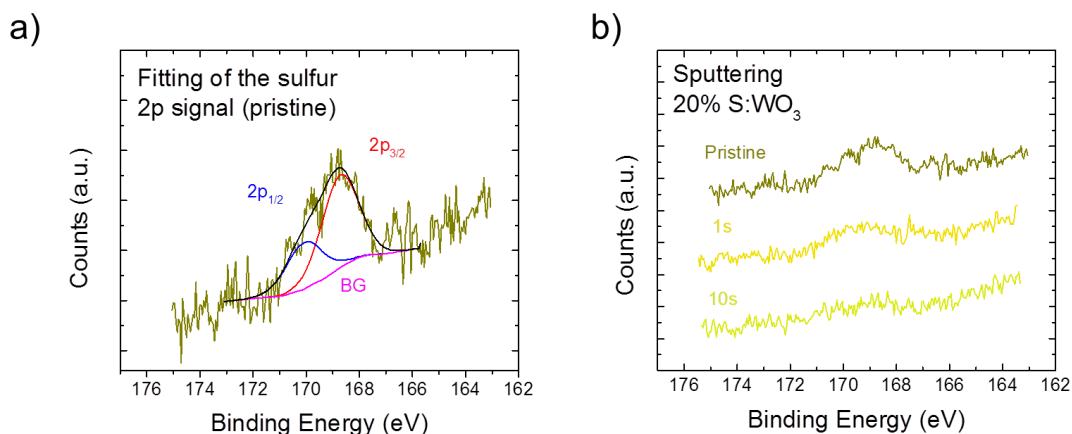 a)
Fitting of the sulfur
2p signal (pristine)
2p3/2
2p1/2
BG
Counts (a.u.)
176 174 172 170 168 166 164 162
Binding Energy (eV)
b)
Sputtering
20% S:WO3
Pristine
1s
10s
Counts (a.u.)
176 174 172 170 168 166 164 162
Binding Energy (eV)